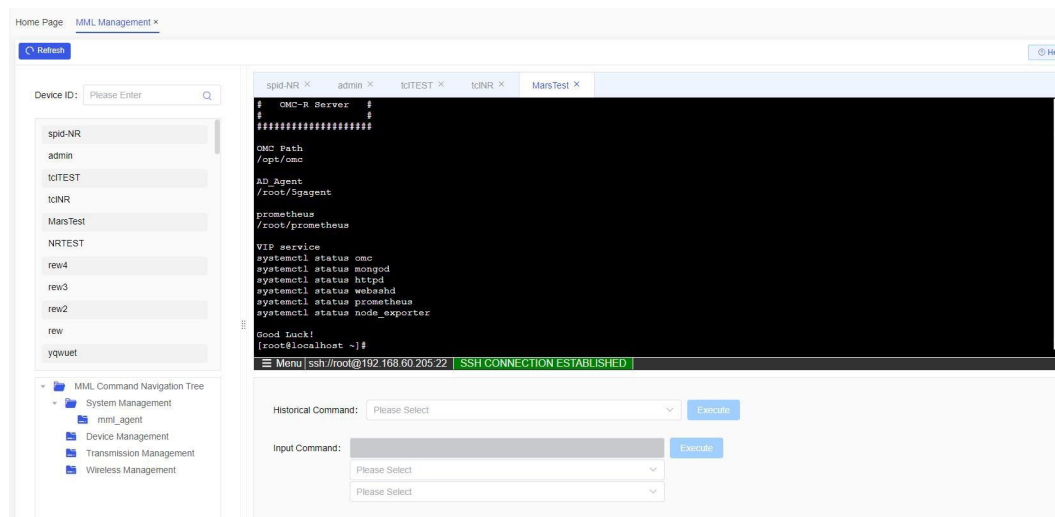 Home Page MML Management ×
Refresh
Device ID: Please Enter
spid-NR
admin
tclTEST
tclNR
MarsTest
NRTEST
rew4
rew3
rew2
rew
yqwuet
MML Command Navigation Tree
System Management
mml_agent
Device Management
Transmission Management
Wireless Management
spid-NR × admin × tclTEST × tclNR × MarsTest ×
# OMC-R Server #
# #
####################
OMC Path
/opt/omc
AD_Agent
/root/5gagent
prometheus
/root/prometheus
VIP service
systemctl status omc
systemctl status mongod
systemctl status httpd
systemctl status websshd
systemctl status prometheus
systemctl status node_exporter
Good Luck!
[root@localhost ~]#
Menu ssh://root@192.168.60.205:22 SSH CONNECTION ESTABLISHED
Historical Command: Please Select Execute
Input Command: Execute
Please Select
Please Select